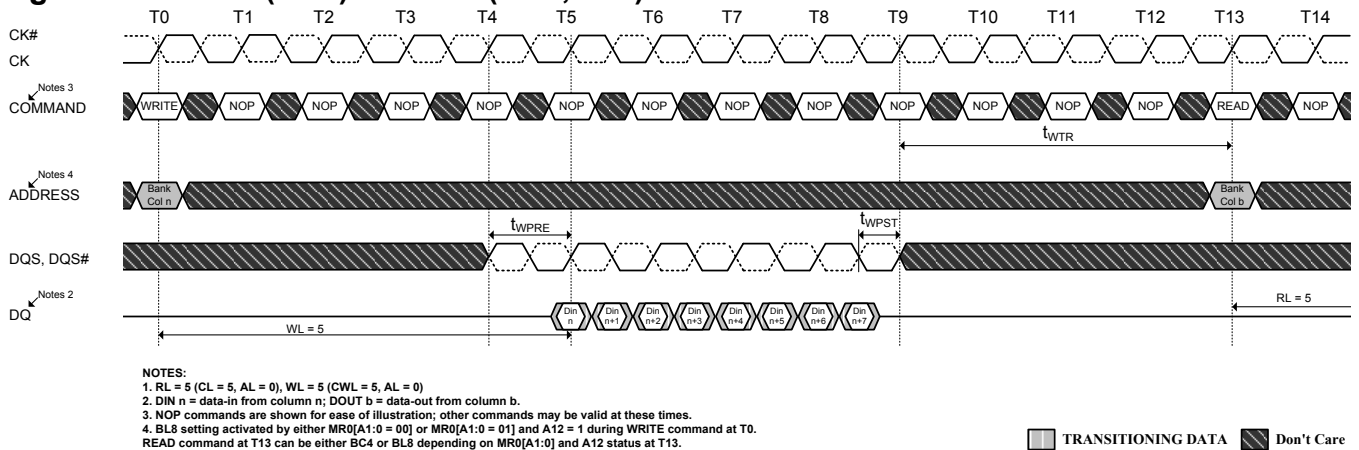 T0 T1 T2 T3 T4 T5 T6 T7 T8 T9 T10 T11 T12 T13 T14
CK#
CK
Notes 3
COMMAND
WRITE NOP NOP NOP NOP NOP NOP NOP NOP NOP NOP NOP NOP READ NOP
tWTR
Notes 4
ADDRESS
Bank Bank
Col n Col b
tWPRE tWPST
DQS, DQS#
Notes 2
DQ
Din Din Din Din Din Din Din Din
n n+1 n+2 n+3 n+4 n+5 n+6 n+7
RL = 5
WL = 5
NOTES:
1. RL = 5 (CL = 5, AL = 0), WL = 5 (CWL = 5, AL = 0)
2. DIN n = data-in from column n; DOUT b = data-out from column b.
3. NOP commands are shown for ease of illustration; other commands may be valid at these times.
4. BL8 setting activated by either MR0[A1:0 = 00] or MR0[A1:0 = 01] and A12 = 1 during WRITE command at T0.
READ command at T13 can be either BC4 or BL8 depending on MR0[A1:0] and A12 status at T13.
TRANSITIONING DATA Don't Care